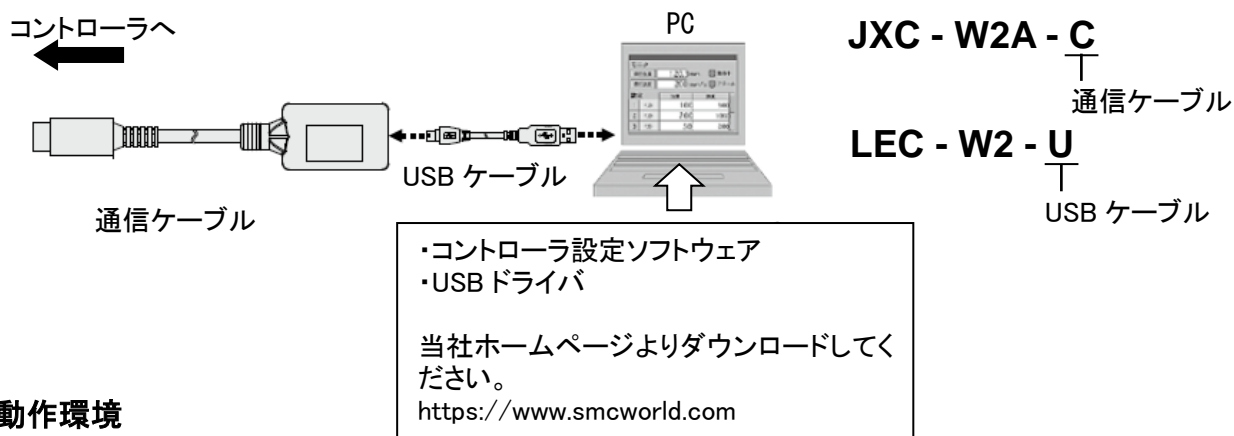 コントローラへ
PC
JXC - W2A - C
通信ケーブル
LEC - W2 - U
USB ケーブル
USB ケーブル
通信ケーブル
・コントローラ設定ソフトウェア
・USB ドライバ
当社ホームページよりダウンロードしてく
ださい。
https://www.smcworld.com
動作環境